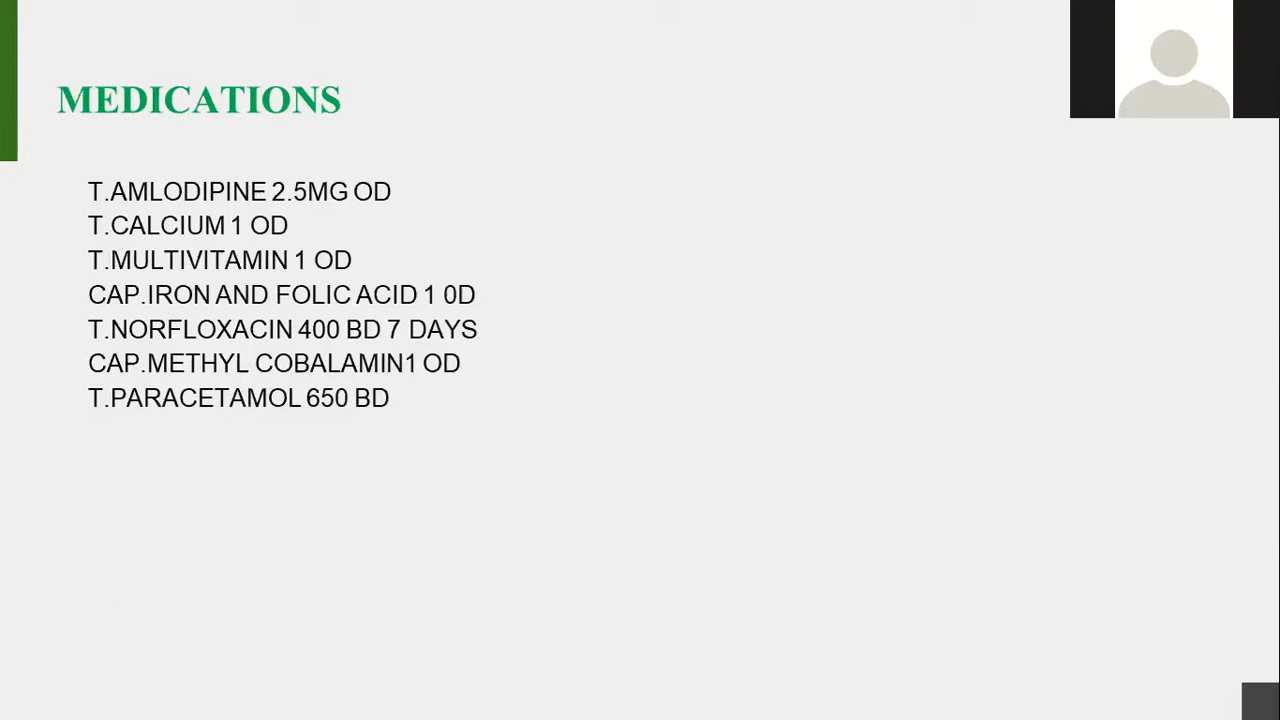 MEDICATIONS
T.AMLODIPINE 2.5MG OD
T.CALCIUM 1 OD
T.MULTIVITAMIN 1 OD
CAP.IRON AND FOLIC ACID 1 0D
T.NORFLOXACIN 400 BD 7 DAYS
CAP.METHYL COBALAMIN1 OD
T.PARACETAMOL 650 BD